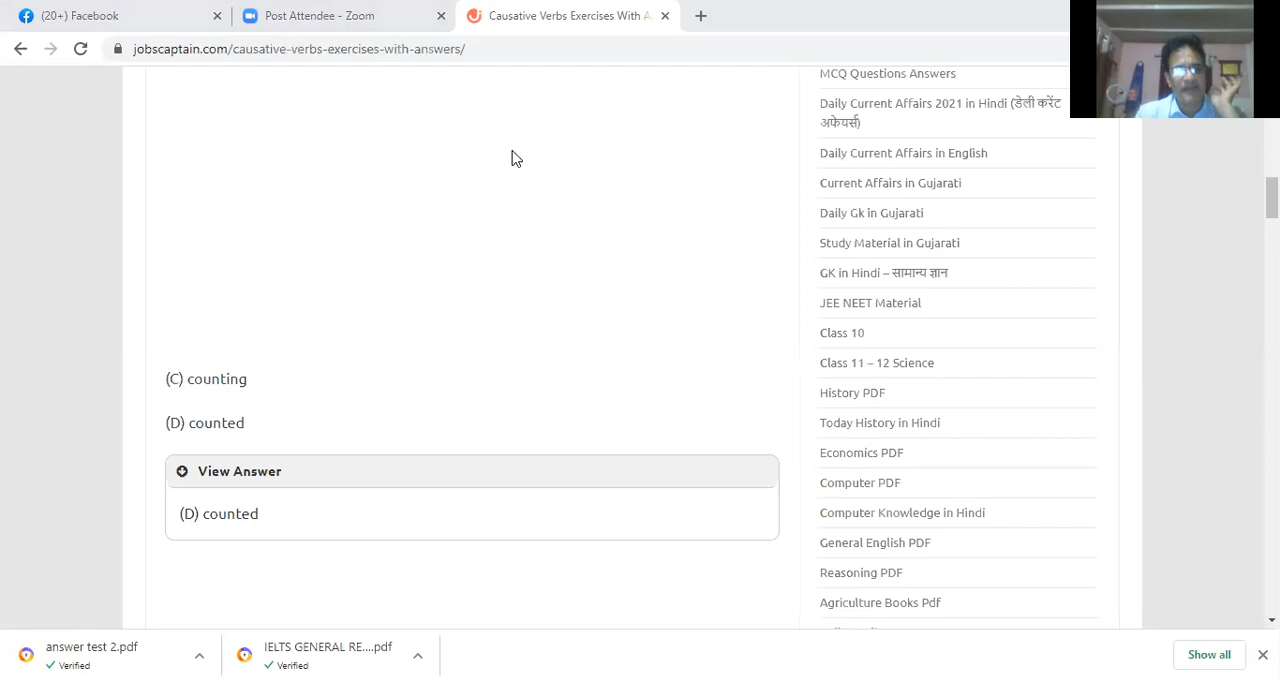 (20+) Facebook
Post Attendee - Zoom
Causative Verbs Exercises With A
jobscaptain.com/causative-verbs-exercises-with-answers/
(C) counting
(D) counted
View Answer
(D) counted
MCQ Questions Answers
Daily Current Affairs 2021 in Hindi (डेली करेंट
अफेयर्स)
Daily Current Affairs in English
Current Affairs in Gujarati
Daily Gk in Gujarati
Study Material in Gujarati
GK in Hindi – सामान्य ज्ञान
JEE NEET Material
Class 10
Class 11 – 12 Science
History PDF
Today History in Hindi
Economics PDF
Computer PDF
Computer Knowledge in Hindi
General English PDF
Reasoning PDF
Agriculture Books Pdf
answer test 2.pdf
Verified
IELTS GENERAL RE....pdf
Verified
Show all